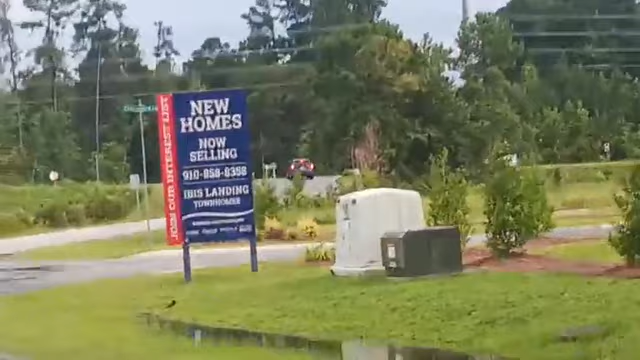 JOIN OUR INTEREST LIST
NEW
HOMES
NOW
SELLING
910-858-8358
IBIS LANDING
TOWNHOMES